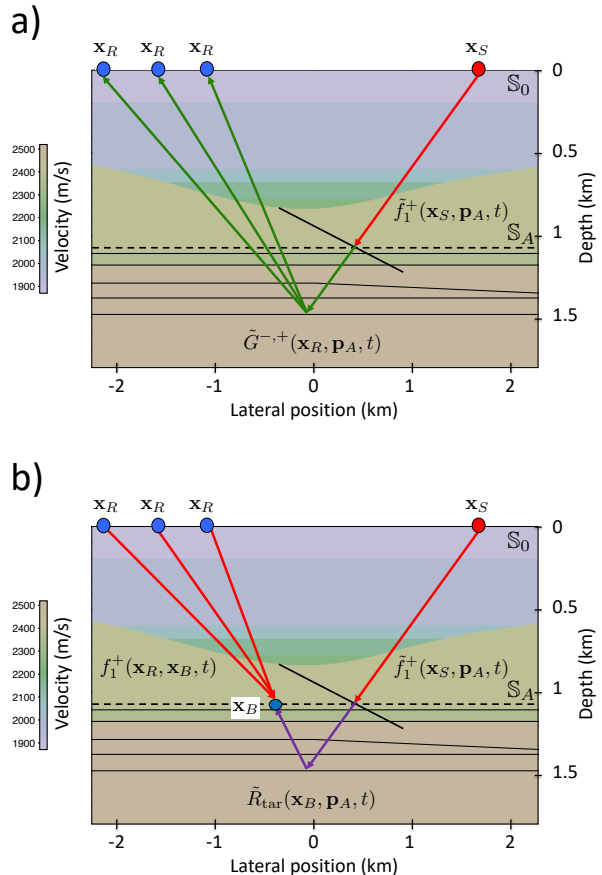 a)
x_R x_R x_R x_S
0
𝕊_0
2500
2400
2300
2200
2100
2000
1900
Velocity (m/s)
0.5
f̃_1^+(x_S, p_A, t)
𝕊_A
1
Depth (km)
1.5
G̃^{-,+}(x_R, p_A, t)
-2 -1 0 1 2
Lateral position (km)
b)
x_R x_R x_R x_S
0
𝕊_0
2500
2400
2300
2200
2100
2000
1900
Velocity (m/s)
0.5
f_1^+(x_R, x_B, t) f̃_1^+(x_S, p_A, t)
𝕊_A
x_B
1
Depth (km)
1.5
R̃_tar(x_B, p_A, t)
-2 -1 0 1 2
Lateral position (km)